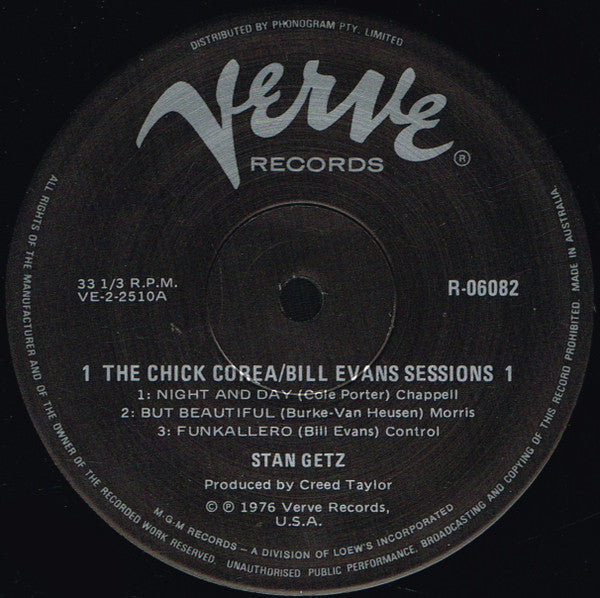 DISTRIBUTED BY PHONOGRAM PTY. LIMITED
Verve
RECORDS ®
33 1/3 R.P.M.
VE-2-2510A
R-06082
1 THE CHICK COREA/BILL EVANS SESSIONS 1
1: NIGHT AND DAY (Cole Porter) Chappell
2: BUT BEAUTIFUL (Burke-Van Heusen) Morris
3: FUNKALLERO (Bill Evans) Control
STAN GETZ
Produced by Creed Taylor
© ℗ 1976 Verve Records,
U.S.A.
M.G.M RECORDS – A DIVISION OF LOEW'S INCORPORATED
ALL RIGHTS OF THE MANUFACTURER AND OF THE OWNER OF THE RECORDED WORK RESERVED. UNAUTHORISED PUBLIC PERFORMANCE, BROADCASTING AND COPYING OF THIS RECORD PROHIBITED. MADE IN AUSTRALIA.